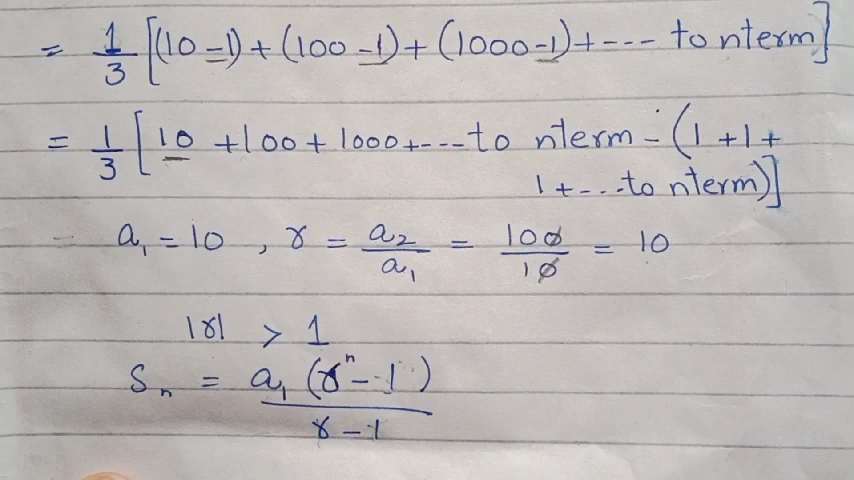 = 1/3 [(10 -1) + (100 -1) + (1000 -1) + --- to nterm]
= 1/3 [10 + 100 + 1000 + --- to nterm - (1 + 1 +
1 + --- to nterm)]
a₁ = 10 , r = a₂/a₁ = 100/10 = 10
|r| > 1
Sₙ = a₁ (rⁿ - 1)/r - 1